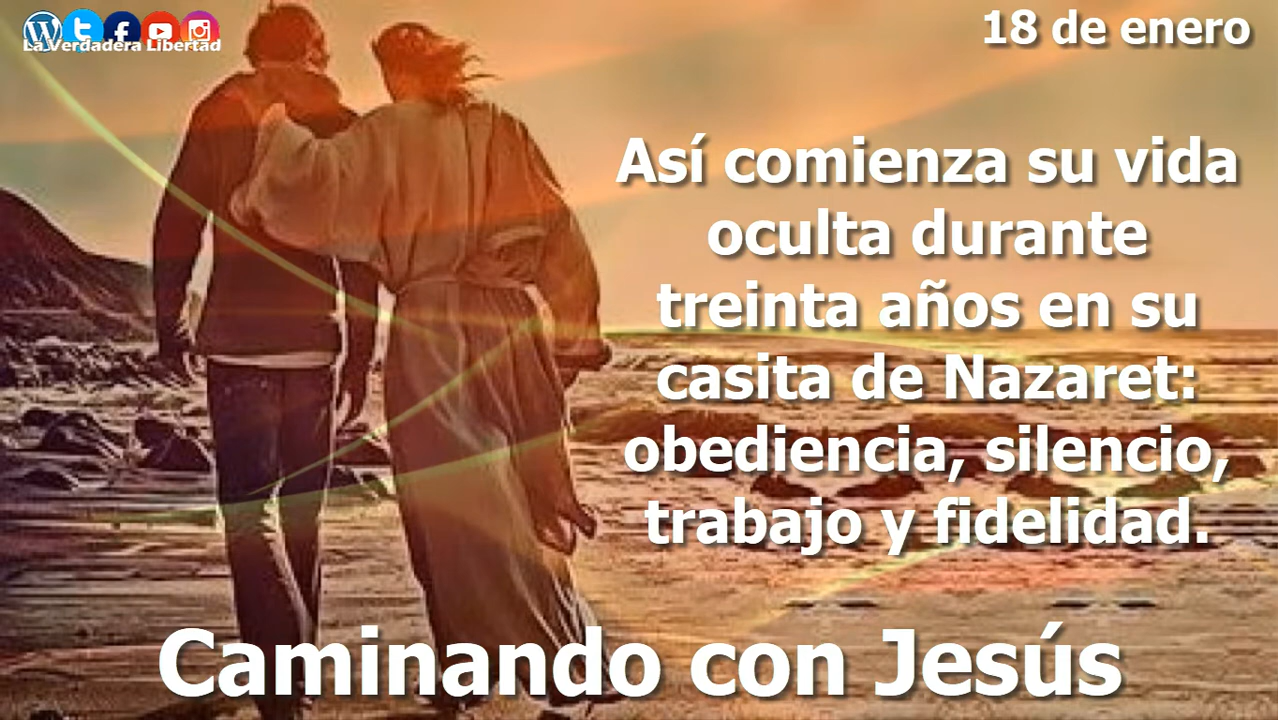 La Verdadera Libertad
18 de enero
Así comienza su vida
oculta durante
treinta años en su
casita de Nazaret:
obediencia, silencio,
trabajo y fidelidad.
Caminando con Jesús